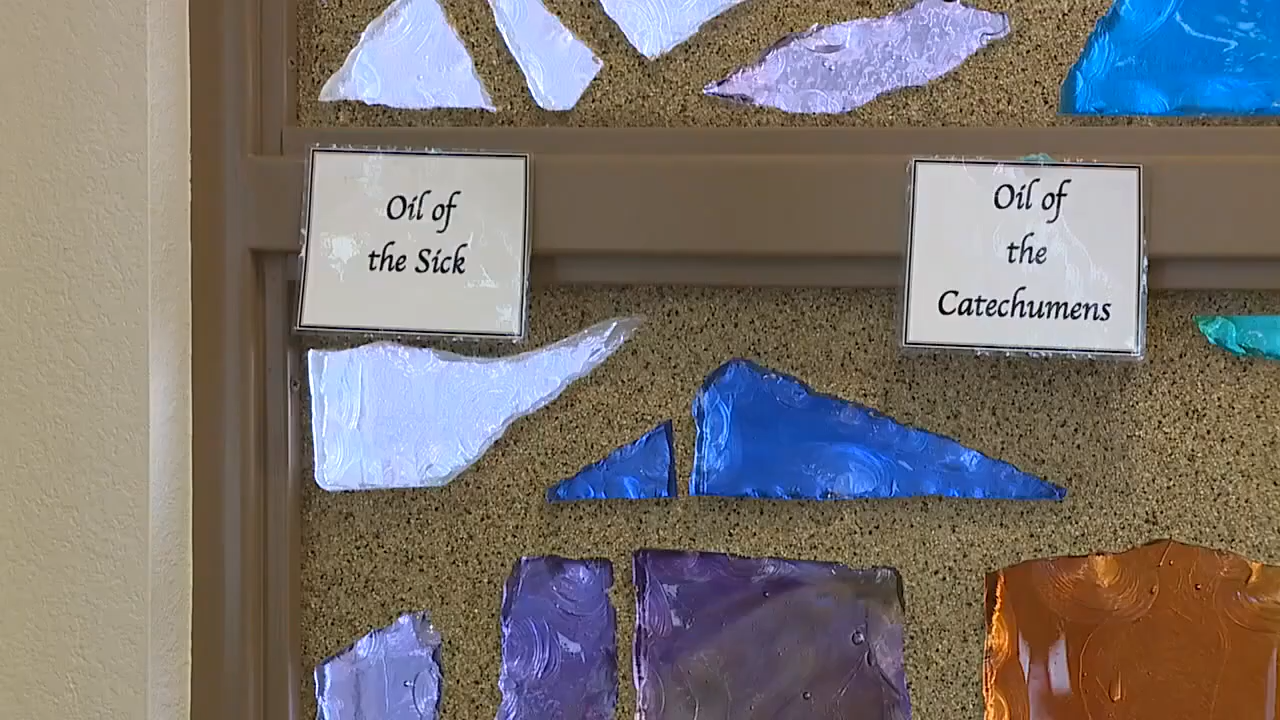 Oil of
the Sick
Oil of
the
Catechumens